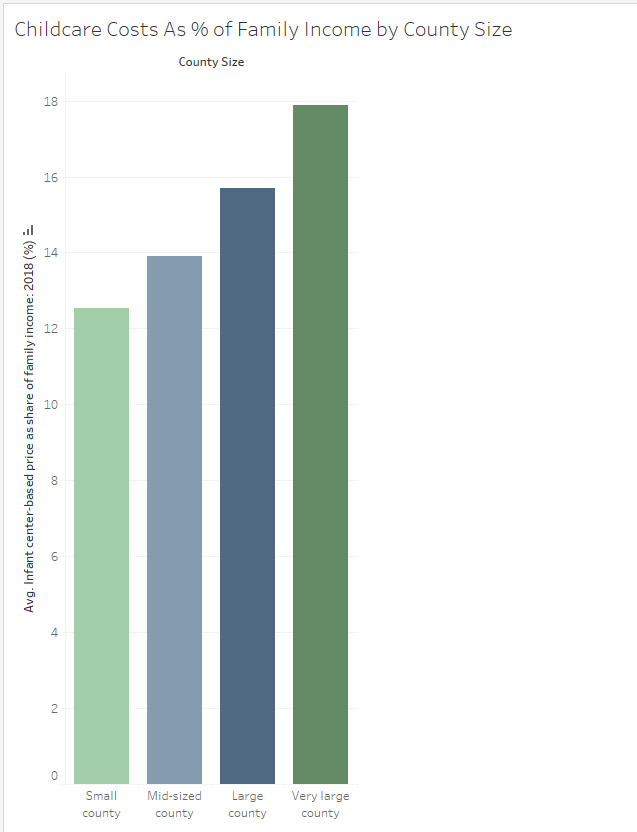 Childcare Costs As % of Family Income by County Size
County Size
Avg. Infant center-based price as share of family income: 2018 (%)
18
16
14
12
10
8
6
4
2
0
Small county
Mid-sized county
Large county
Very large county